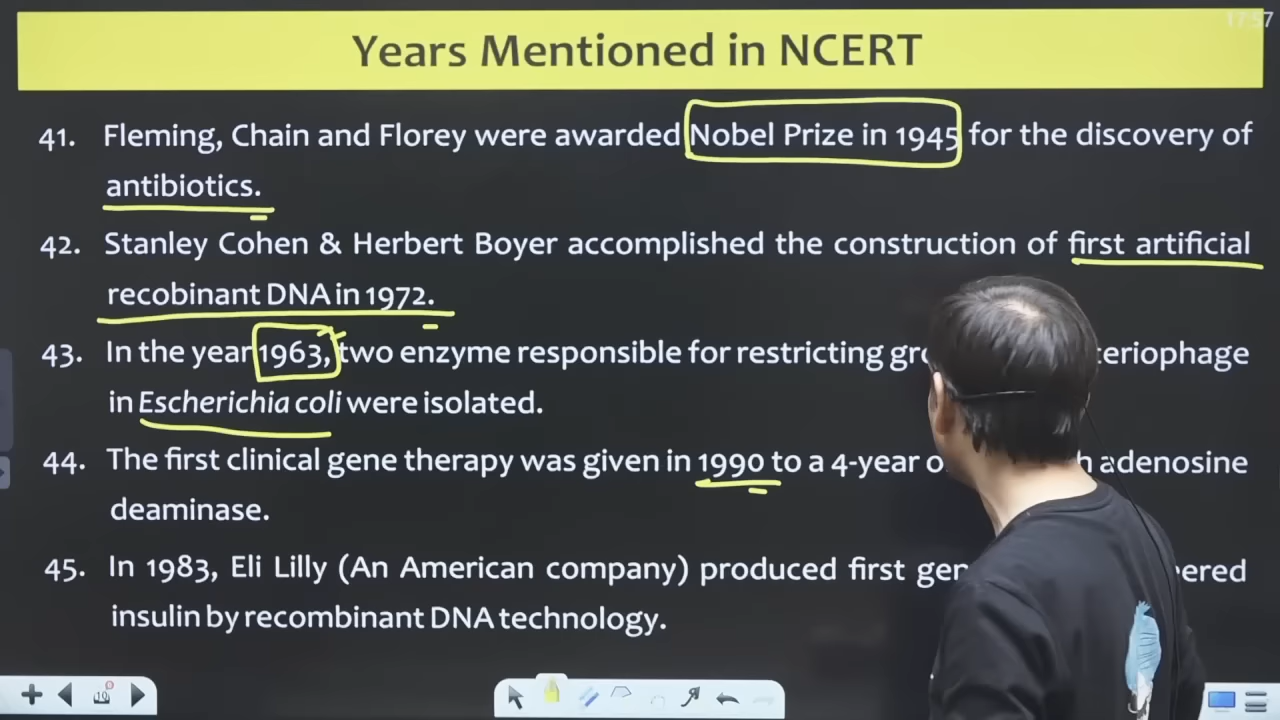 17:57
Years Mentioned in NCERT
41. Fleming, Chain and Florey were awarded Nobel Prize in 1945 for the discovery of
antibiotics.
42. Stanley Cohen & Herbert Boyer accomplished the construction of first artificial
recobinant DNA in 1972.
43. In the year 1963, two enzyme responsible for restricting
in Escherichia coli were isolated.
44. The first clinical gene therapy was given in 1990 to a 4-year adenosine
deaminase.
45. In 1983, Eli Lilly (An American company) produced first
insulin by recombinant DNA technology.